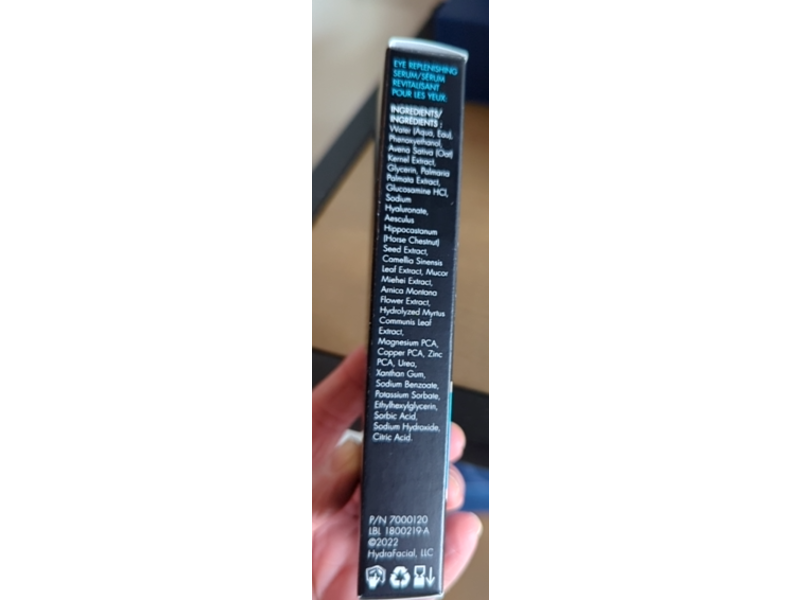 EYE REPLENISHING
SERUM/SÉRUM
REVITALISANT
POUR LES YEUX:
INGREDIENTS/
INGRÉDIENTS :
Water (Aqua, Eau),
Phenoxyethanol,
Avena Sativa (Oat)
Kernel Extract,
Glycerin, Palmaria
Palmata Extract,
Glucosamine HCl,
Sodium
Hyaluronate,
Aesculus
Hippocastanum
(Horse Chestnut)
Seed Extract,
Camellia Sinensis
Leaf Extract, Mucor
Miehei Extract,
Arnica Montana
Flower Extract,
Hydrolyzed Myrtus
Communis Leaf
Extract,
Magnesium PCA,
Copper PCA, Zinc
PCA, Urea,
Xanthan Gum,
Sodium Benzoate,
Potassium Sorbate,
Ethylhexylglycerin,
Sorbic Acid,
Sodium Hydroxide,
Citric Acid.
P/N 7000120
LBL 1800219-A
©2022
HydraFacial, LLC